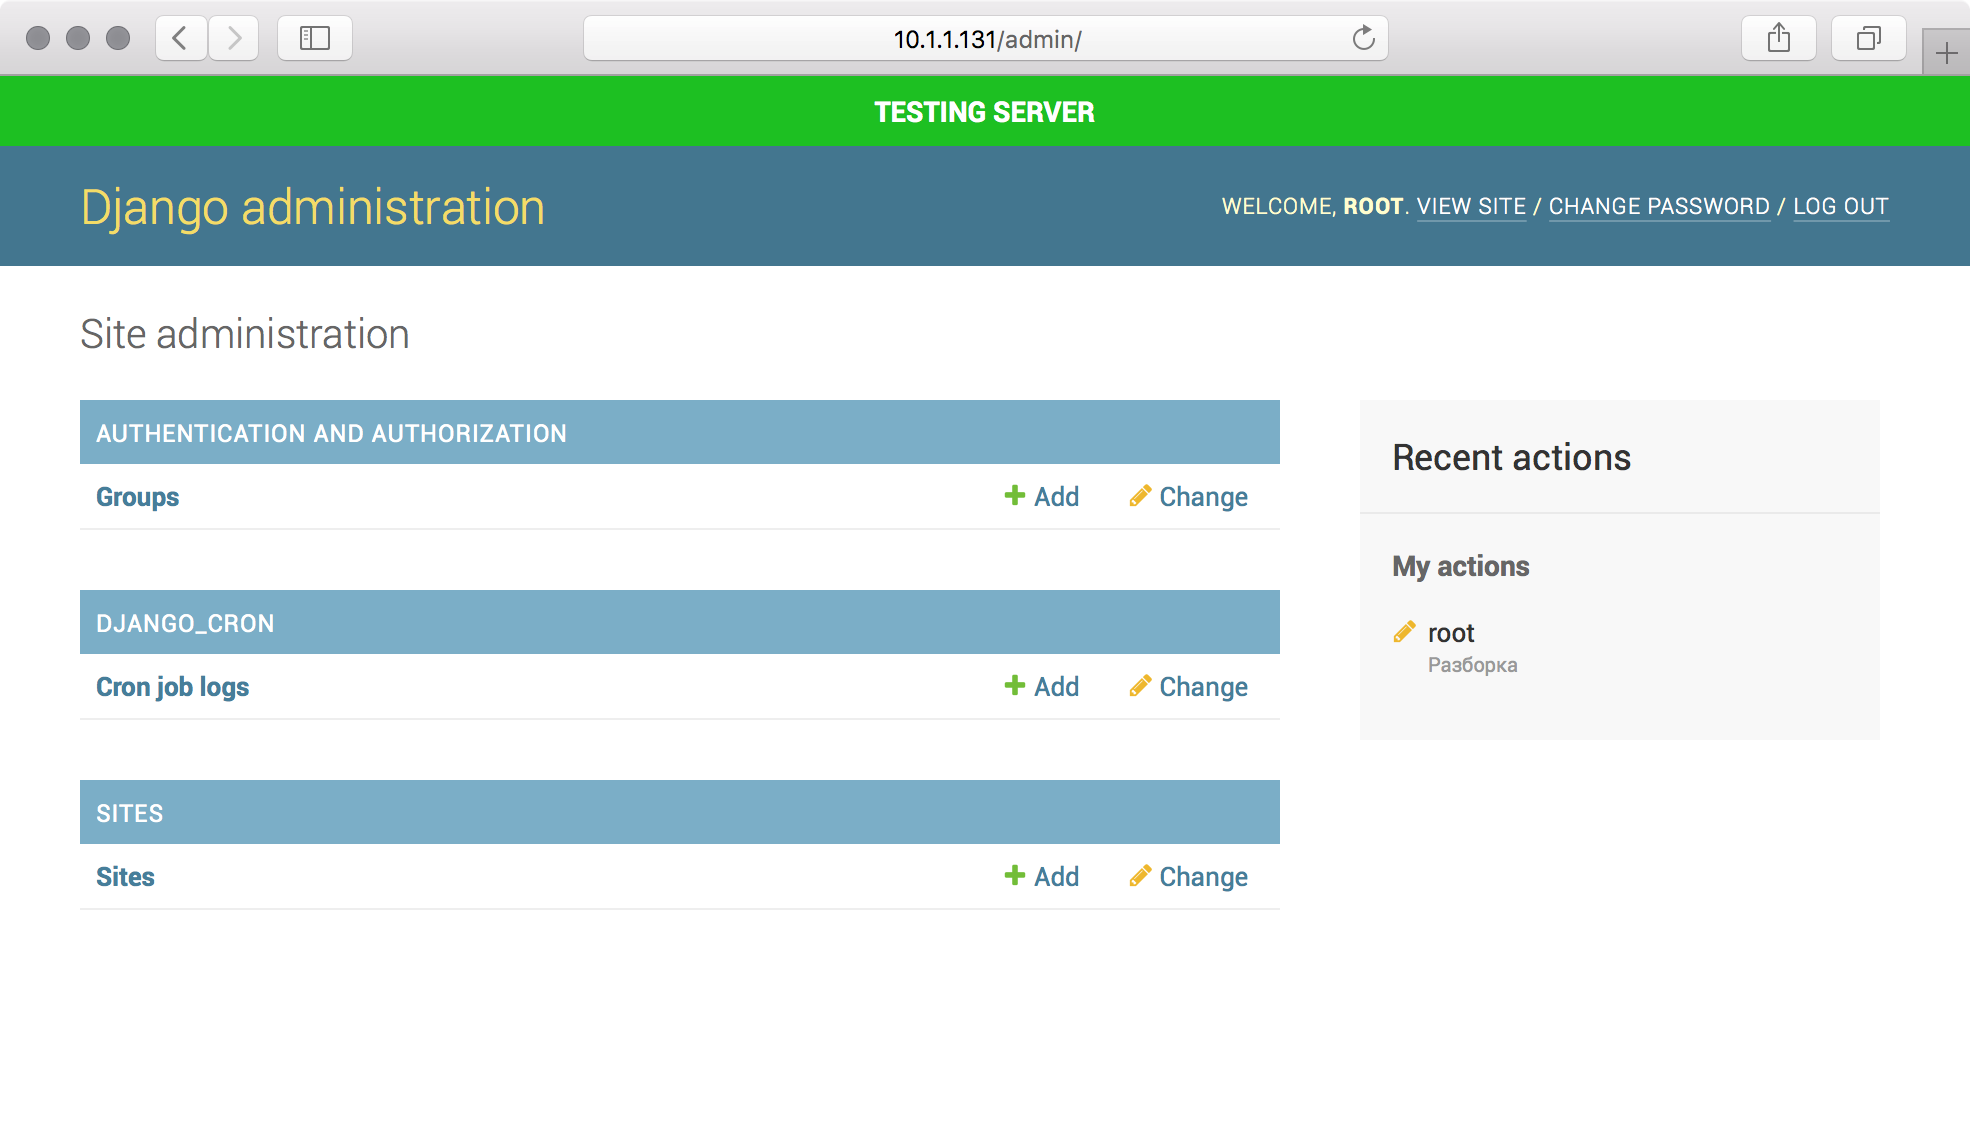 10.1.1.131/admin/
TESTING SERVER
Django administration
WELCOME, ROOT. VIEW SITE / CHANGE PASSWORD / LOG OUT
Site administration
AUTHENTICATION AND AUTHORIZATION
Groups Add Change
DJANGO_CRON
Cron job logs Add Change
SITES
Sites Add Change
Recent actions
My actions
root
Разборка